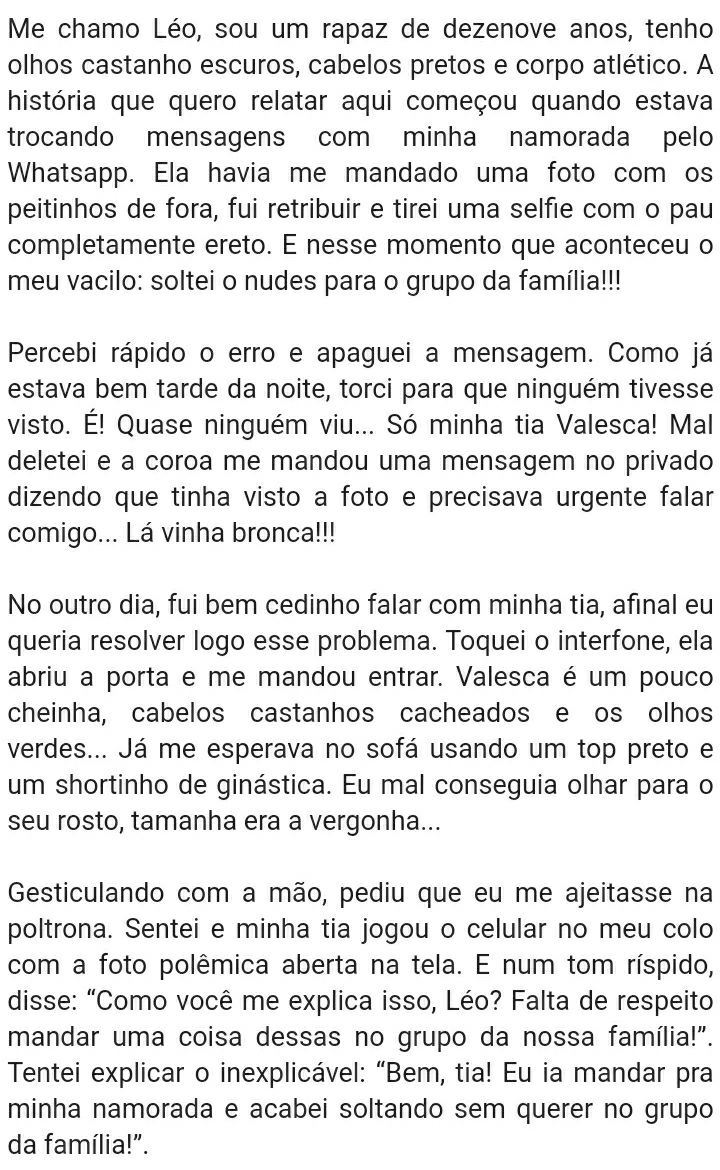 Me chamo Léo, sou um rapaz de dezenove anos, tenho
olhos castanho escuros, cabelos pretos e corpo atlético. A
história que quero relatar aqui começou quando estava
trocando mensagens com minha namorada pelo
Whatsapp. Ela havia me mandado uma foto com os
peitinhos de fora, fui retribuir e tirei uma selfie com o pau
completamente ereto. E nesse momento que aconteceu o
meu vacilo: soltei o nudes para o grupo da família!!!

Percebi rápido o erro e apaguei a mensagem. Como já
estava bem tarde da noite, torci para que ninguém tivesse
visto. É! Quase ninguém viu... Só minha tia Valesca! Mal
deletei e a coroa me mandou uma mensagem no privado
dizendo que tinha visto a foto e precisava urgente falar
comigo... Lá vinha bronca!!!

No outro dia, fui bem cedinho falar com minha tia, afinal eu
queria resolver logo esse problema. Toquei o interfone, ela
abriu a porta e me mandou entrar. Valesca é um pouco
cheinha, cabelos castanhos cacheados e os olhos
verdes... Já me esperava no sofá usando um top preto e
um shortinho de ginástica. Eu mal conseguia olhar para o
seu rosto, tamanha era a vergonha...

Gesticulando com a mão, pediu que eu me ajeitasse na
poltrona. Sentei e minha tia jogou o celular no meu colo
com a foto polêmica aberta na tela. E num tom ríspido,
disse: “Como você me explica isso, Léo? Falta de respeito
mandar uma coisa dessas no grupo da nossa família!”.
Tentei explicar o inexplicável: “Bem, tia! Eu ia mandar pra
minha namorada e acabei soltando sem querer no grupo
da família!”.